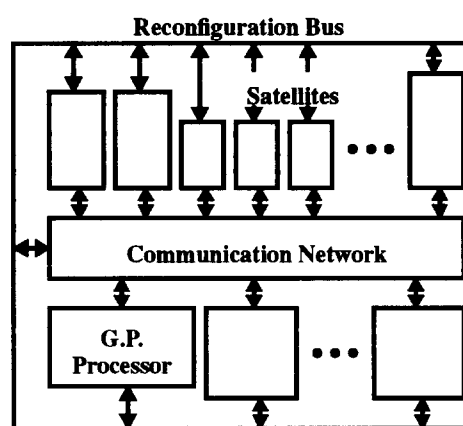 Reconfiguration Bus
Satellites
Communication Network
G.P.
Processor